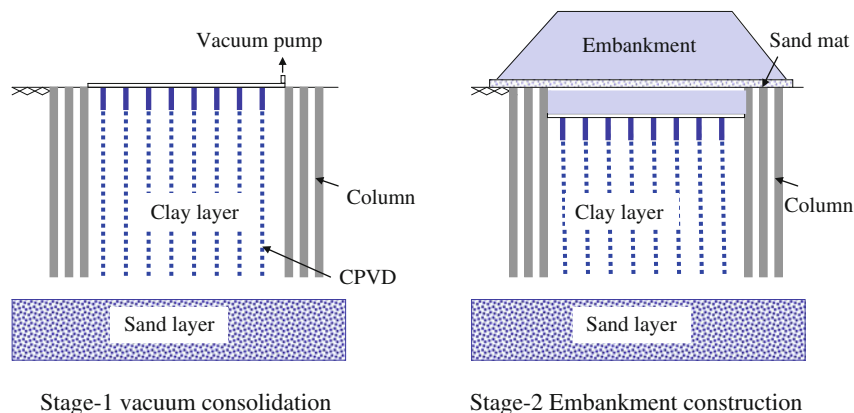 Vacuum pump
Column
Clay layer
CPVD
Sand layer
Stage-1 vacuum consolidation
Embankment
Sand mat
Column
Clay layer
Sand layer
Stage-2 Embankment construction